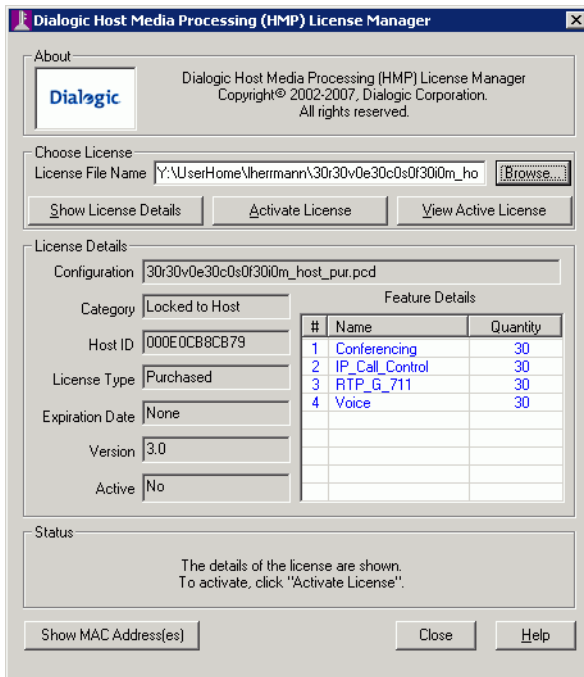 Dialogic Host Media Processing (HMP) License Manager
About
Dialogic
Dialogic Host Media Processing (HMP) License Manager
Copyright© 2002-2007, Dialogic Corporation.
All rights reserved.
Choose License
License File Name Y:\UserHome\lherrmann\30r30v0e30c0s0f30i0m_ho Browse...
Show License Details Activate License View Active License
License Details
Configuration 30r30v0e30c0s0f30i0m_host_pur.pcd
Category Locked to Host
Host ID 000E0CB8CB79
License Type Purchased
Expiration Date None
Version 3.0
Active No
Feature Details
# Name Quantity
1 Conferencing 30
2 IP_Call_Control 30
3 RTP_G_711 30
4 Voice 30
Status
The details of the license are shown.
To activate, click "Activate License".
Show MAC Address(es) Close Help